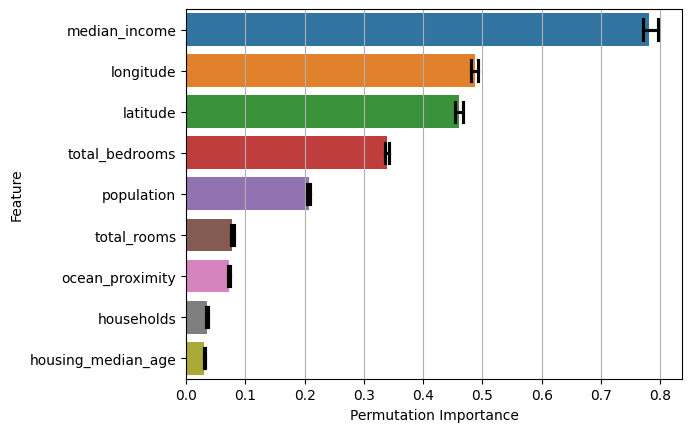 median_income
longitude
latitude
total_bedrooms
population
total_rooms
ocean_proximity
households
housing_median_age
Feature
0.0 0.1 0.2 0.3 0.4 0.5 0.6 0.7 0.8
Permutation Importance